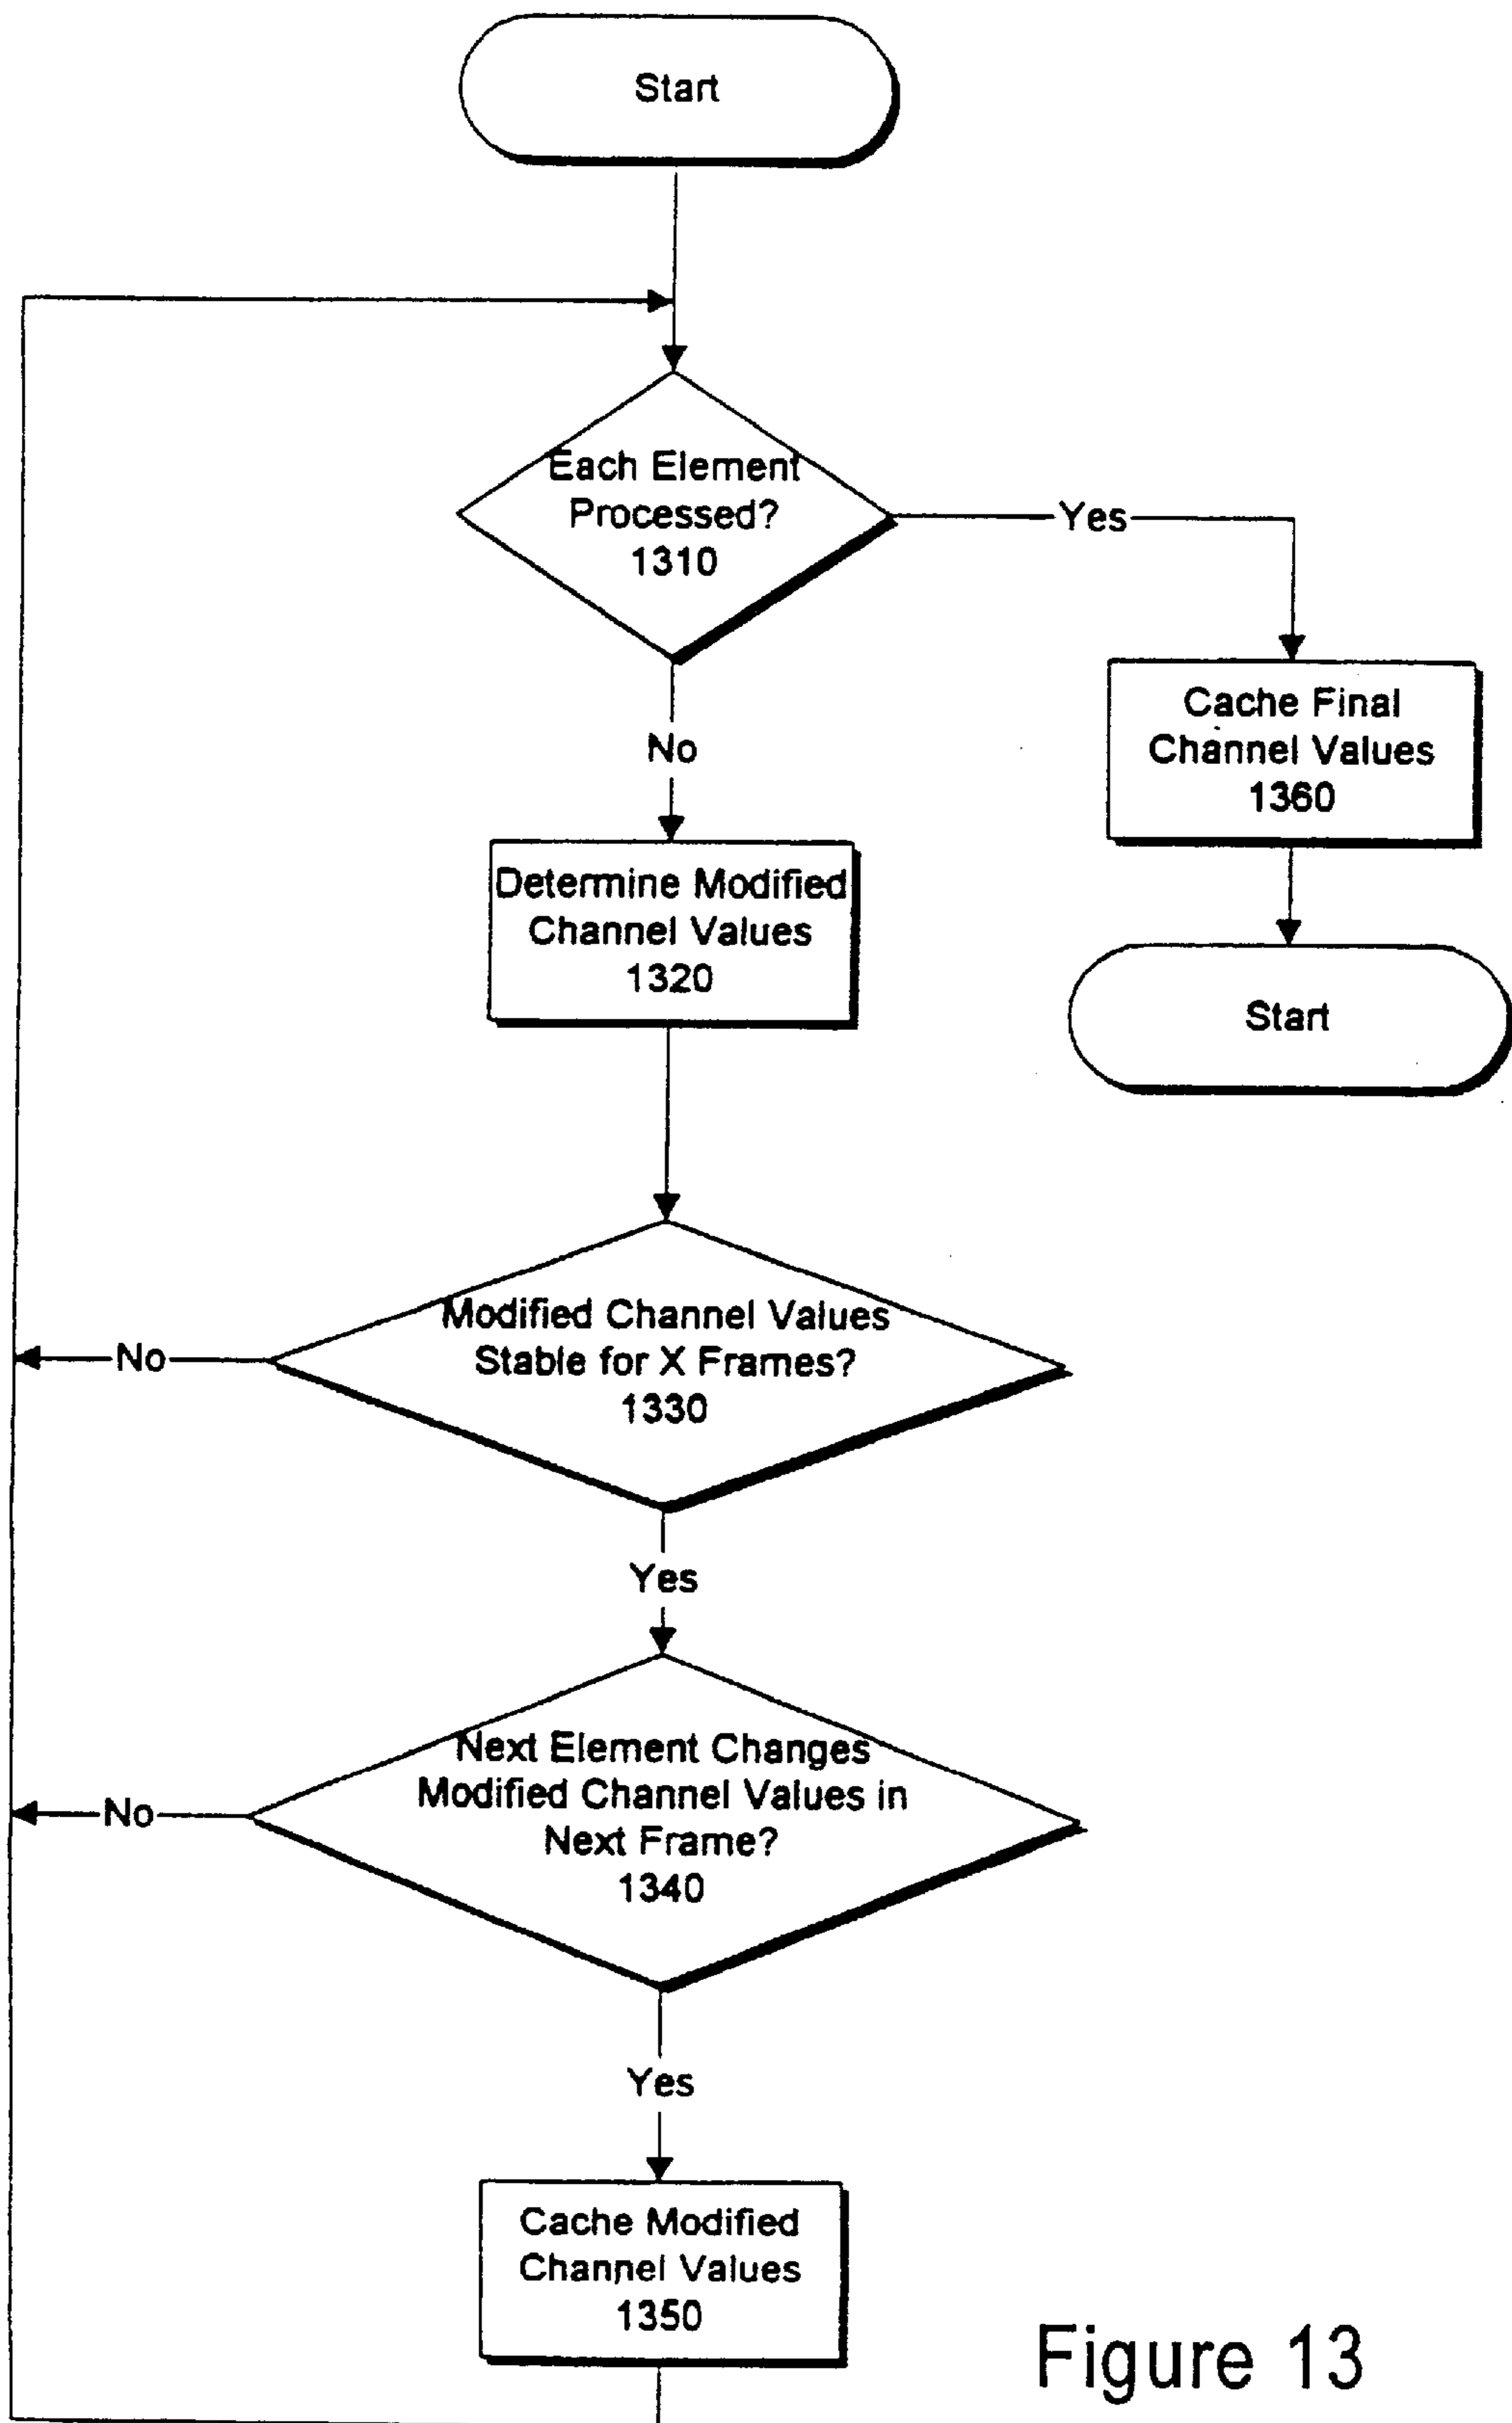 Start
Each Element
Processed?
1310
Yes
No
Cache Final
Channel Values
1360
Determine Modified
Channel Values
1320
Start
Modified Channel Values
Stable for X Frames?
1330
No
Yes
Next Element Changes
Modified Channel Values in
Next Frame?
1340
No
Yes
Cache Modified
Channel Values
1350
Figure 13